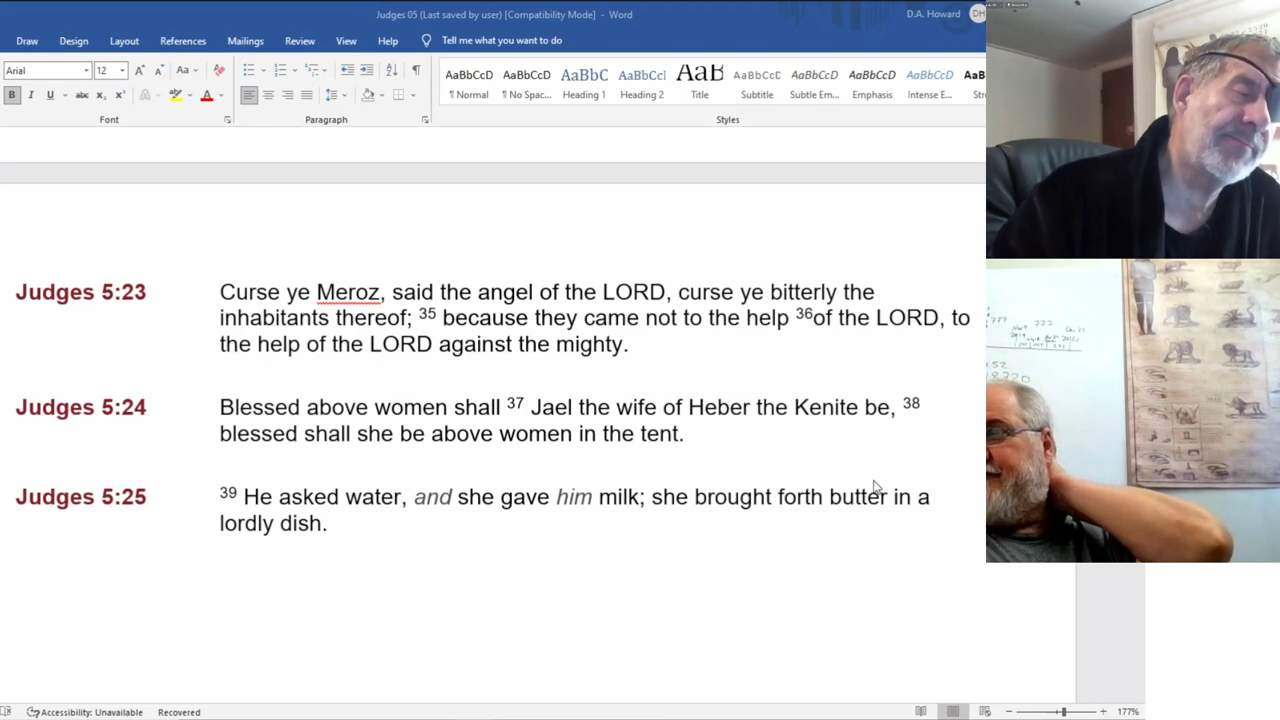 Judges 05 (Last saved by user) [Compatibility Mode] - Word
D.A. Howard
DH
Draw Design Layout References Mailings Review View Help Tell me what you want to do
Arial 12
AaBbCcD AaBbCcD AaBbC AaBbCcI AaB AaBbCcD AaBbCcD AaBbCcD AaBbCcD
¶ Normal ¶ No Spac... Heading 1 Heading 2 Title Subtitle Subtle Em... Emphasis Intense E...
Font Paragraph Styles
Judges 5:23 Curse ye Meroz, said the angel of the LORD, curse ye bitterly the
inhabitants thereof; 35 because they came not to the help 36of the LORD, to
the help of the LORD against the mighty.
Judges 5:24 Blessed above women shall 37 Jael the wife of Heber the Kenite be, 38
blessed shall she be above women in the tent.
Judges 5:25 39 He asked water, and she gave him milk; she brought forth butter in a
lordly dish.
Accessibility: Unavailable Recovered 177%